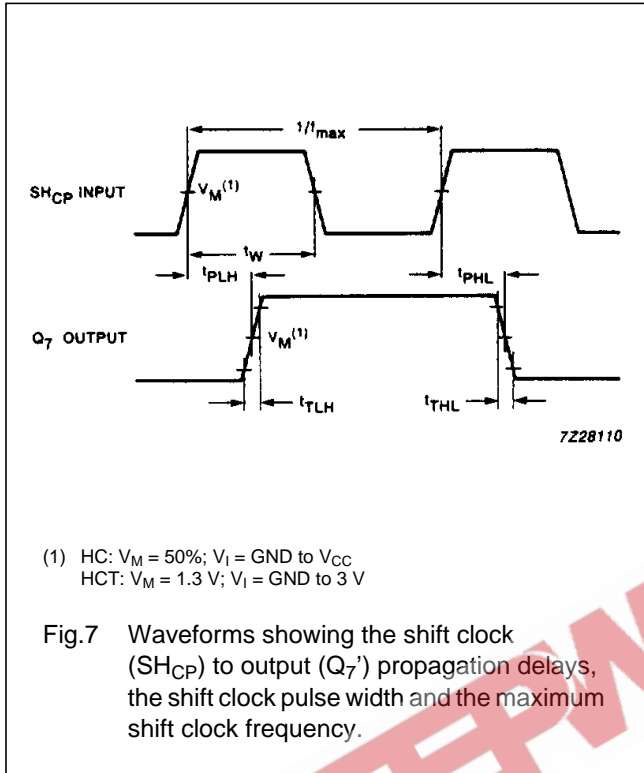 1/fmax
SHCP INPUT
VM(1)
tW
tPLH
tPHL
Q7 OUTPUT
VM(1)
tTLH
tTHL
7Z28110
(1) HC: VM = 50%; VI = GND to VCC
HCT: VM = 1.3 V; VI = GND to 3 V
Fig.7 Waveforms showing the shift clock
(SHCP) to output (Q7’) propagation delays,
the shift clock pulse width and the maximum
shift clock frequency.